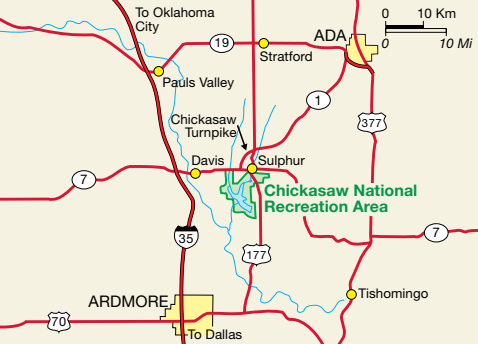 To Oklahoma
City
0 10 Km
0 10 Mi
ADA
19
Stratford
Pauls Valley
1
Chickasaw
Turnpike
377
Davis
Sulphur
7
Chickasaw National
Recreation Area
7
35
177
Tishomingo
ARDMORE
70
To Dallas